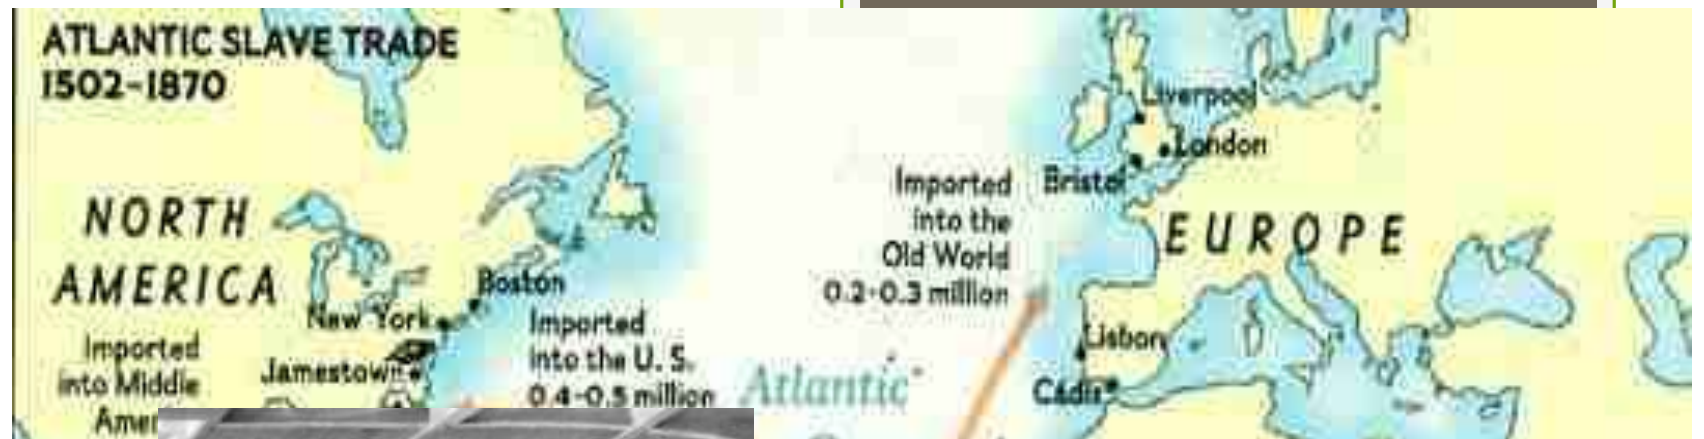 ATLANTIC SLAVE TRADE
1502-1870
Liverpool
London
Bristol
Imported
into the
Old World
0.2-0.3 million
NORTH
AMERICA
EUROPE
Boston
New York
Imported
into the U. S.
0.4-0.5 million
Jamestown
Imported
into Middle
Amer
Atlantic
Lisbon
Cádiz